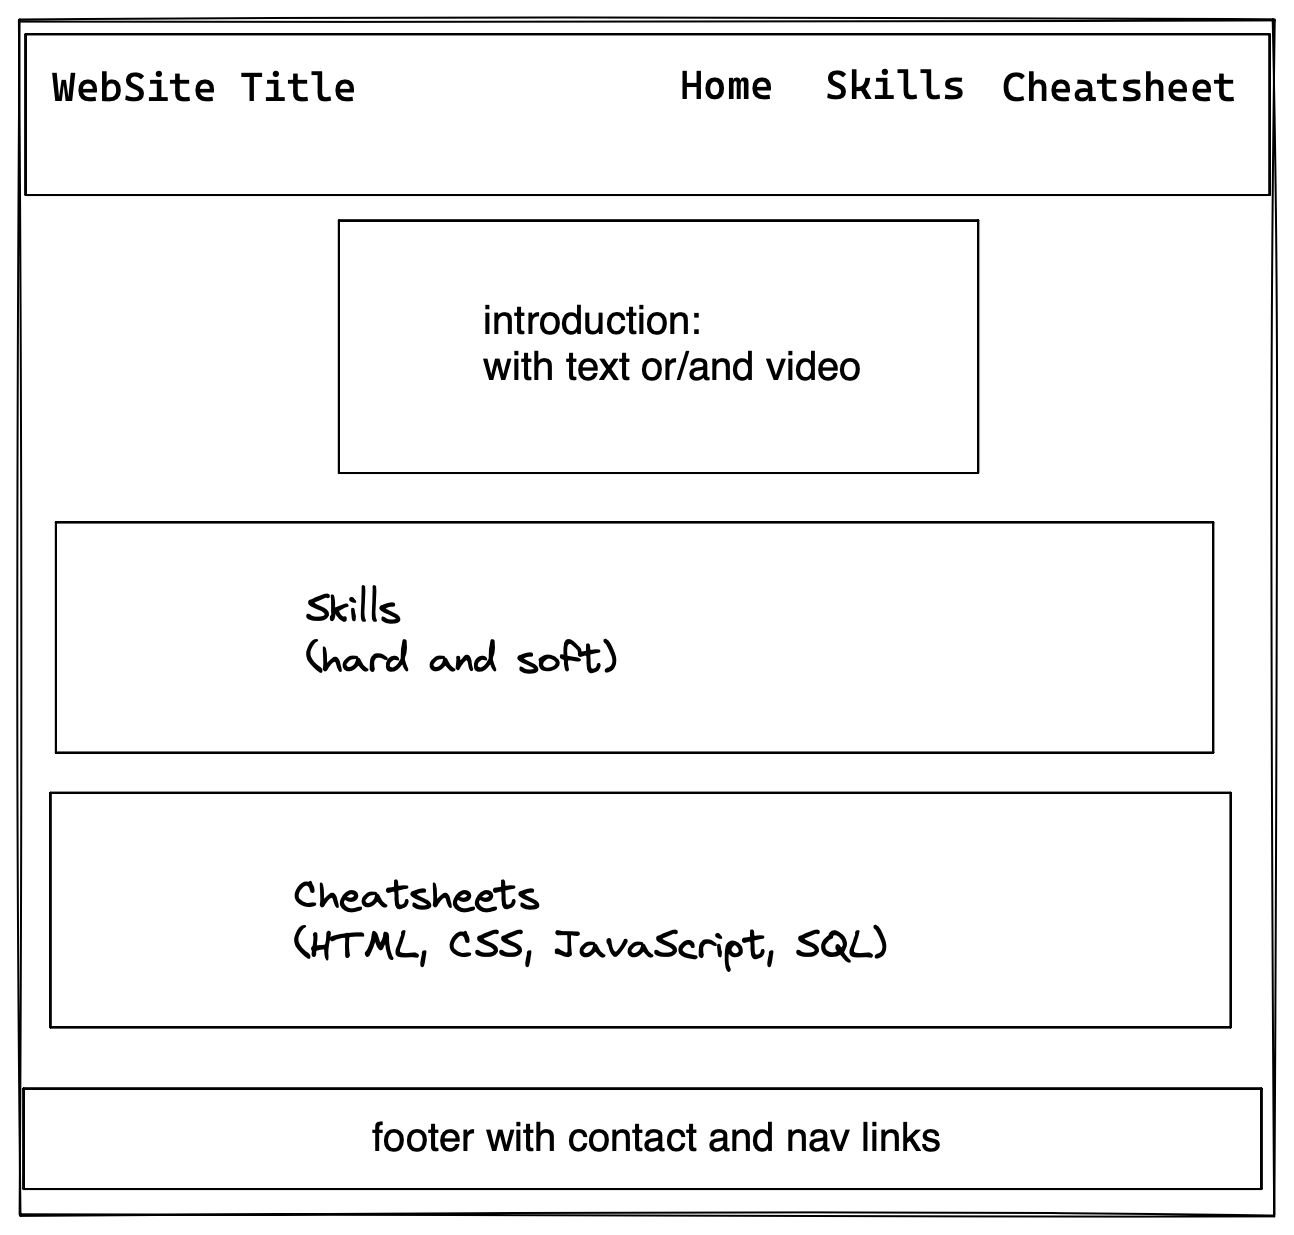 WebSite Title Home Skills Cheatsheet
introduction:
with text or/and video
Skills
(hard and soft)
Cheatsheets
(HTML, CSS, JavaScript, SQL)
footer with contact and nav links